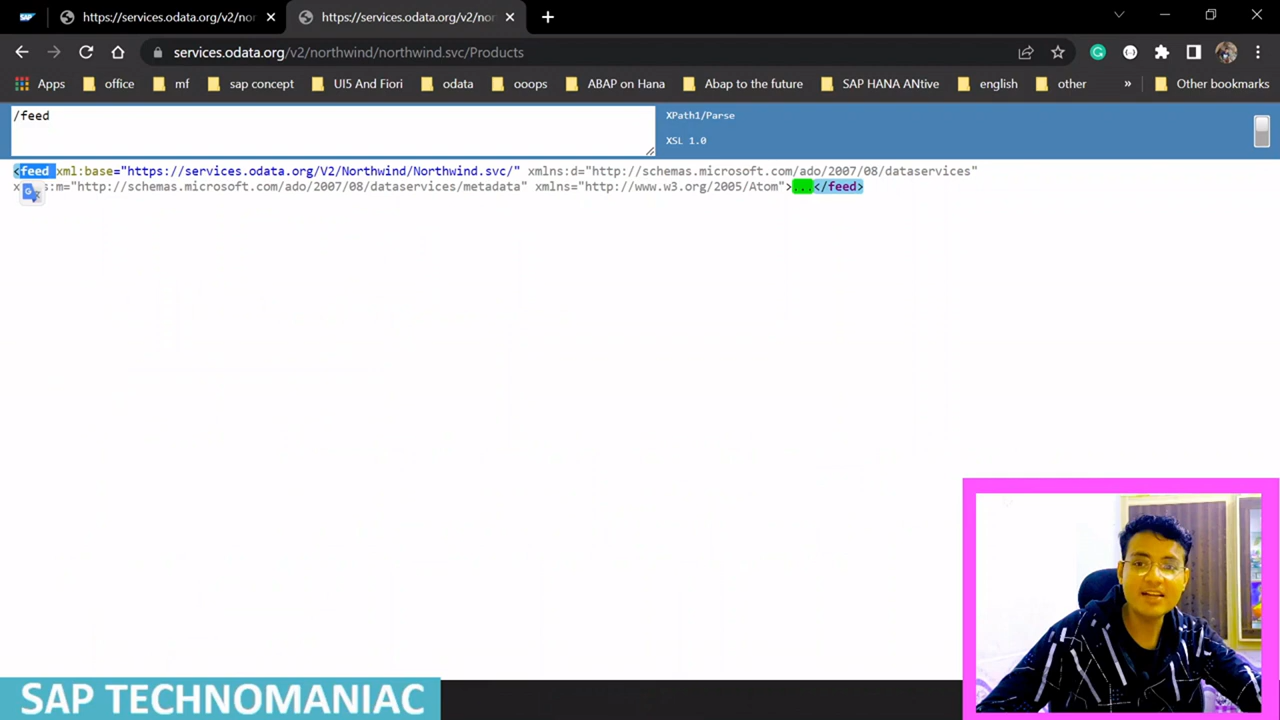 https://services.odata.org/v2/nor
https://services.odata.org/v2/nor
services.odata.org/v2/northwind/northwind.svc/Products
Apps office mf sap concept UI5 And Fiori odata ooops ABAP on Hana Abap to the future SAP HANA ANtive english other » Other bookmarks
/feed
XPath1/Parse
XSL 1.0
<feed xml:base="https://services.odata.org/V2/Northwind/Northwind.svc/" xmlns:d="http://schemas.microsoft.com/ado/2007/08/dataservices"
s:m="http://schemas.microsoft.com/ado/2007/08/dataservices/metadata" xmlns="http://www.w3.org/2005/Atom">...</feed>
SAP TECHNOMANIAC